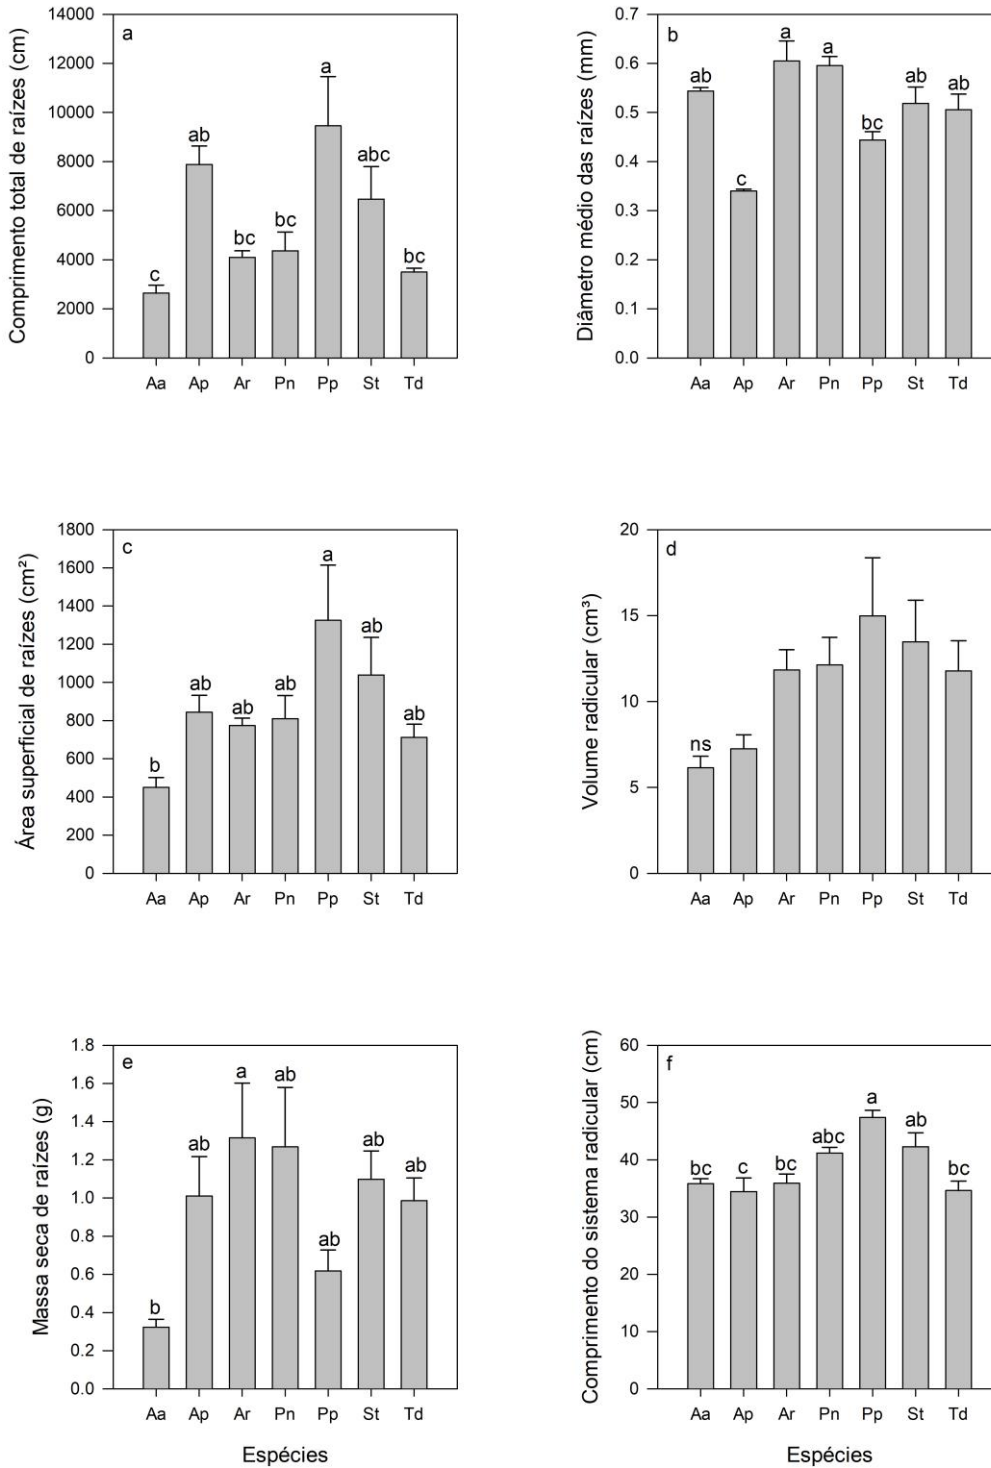 a
Comprimento total de raízes (cm)
14000
12000
10000
8000
6000
4000
2000
0
c
ab
bc
bc
a
abc
bc
Aa Ap Ar Pn Pp St Td
b
Diâmetro médio das raízes (mm)
0.7
0.6
0.5
0.4
0.3
0.2
0.1
0.0
ab
c
a
a
bc
ab
ab
Aa Ap Ar Pn Pp St Td
c
Área superficial de raízes (cm²)
1800
1600
1400
1200
1000
800
600
400
200
0
b
ab
ab
ab
a
ab
ab
Aa Ap Ar Pn Pp St Td
d
Volume radicular (cm³)
20
15
10
5
0
ns
Aa Ap Ar Pn Pp St Td
e
Massa seca de raízes (g)
1.8
1.6
1.4
1.2
1.0
0.8
0.6
0.4
0.2
0.0
b
ab
a
ab
ab
ab
ab
Aa Ap Ar Pn Pp St Td
Espécies
f
Comprimento do sistema radicular (cm)
60
50
40
30
20
10
0
bc
c
bc
abc
a
ab
bc
Aa Ap Ar Pn Pp St Td
Espécies